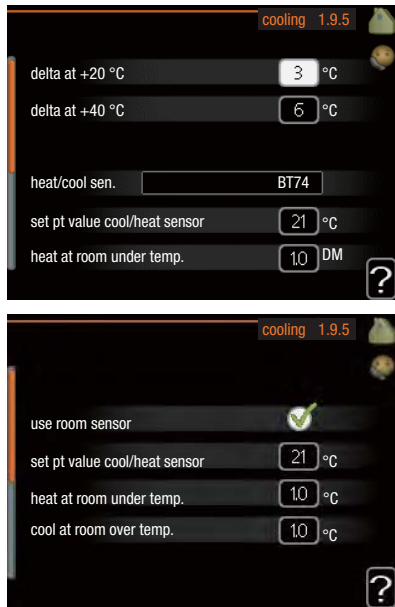 cooling 1.9.5
delta at +20 °C 3 °C
delta at +40 °C 6 °C
heat/cool sen. BT74
set pt value cool/heat sensor 21 °C
heat at room under temp. 1.0 DM
?
cooling 1.9.5
use room sensor
set pt value cool/heat sensor 21 °C
heat at room under temp. 1.0 °C
cool at room over temp. 1.0 °C
?